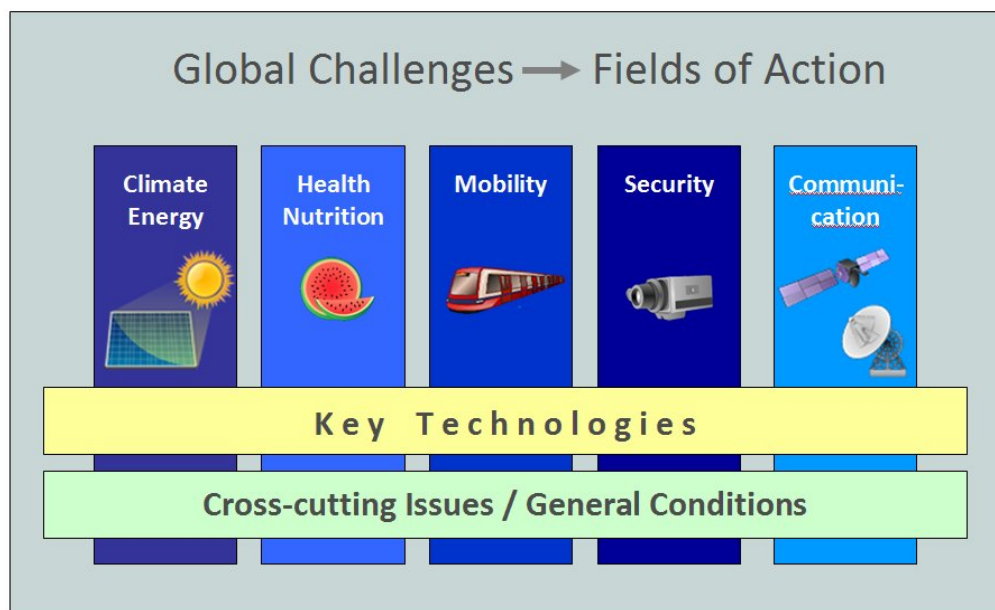 Global Challenges → Fields of Action
Climate
Energy
Health
Nutrition
Mobility
Security
Communi-
cation
Key Technologies
Cross-cutting Issues / General Conditions